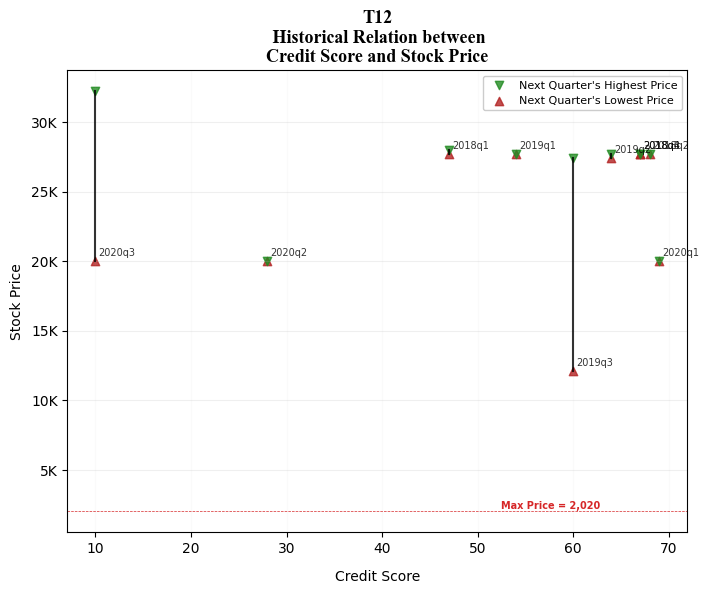 T12
Historical Relation between
Credit Score and Stock Price
Next Quarter's Highest Price
Next Quarter's Lowest Price
30K
25K
20K
15K
10K
5K
Stock Price
2018q1
2019q1
2019q2
2020q3
2020q2
2020q1
2019q3
Max Price = 2,020
10 20 30 40 50 60 70
Credit Score